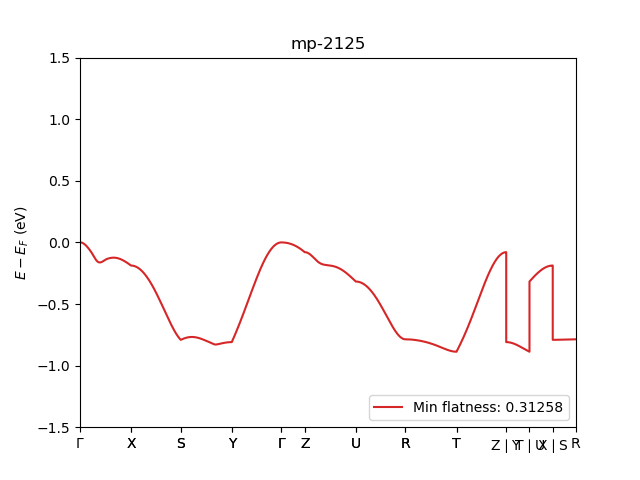 mp-2125
E − E_F (eV)
1.5
1.0
0.5
0.0
−0.5
−1.0
−1.5
Min flatness: 0.31258
Γ X S Y Γ Z U R T Z | Y T | U X | S R